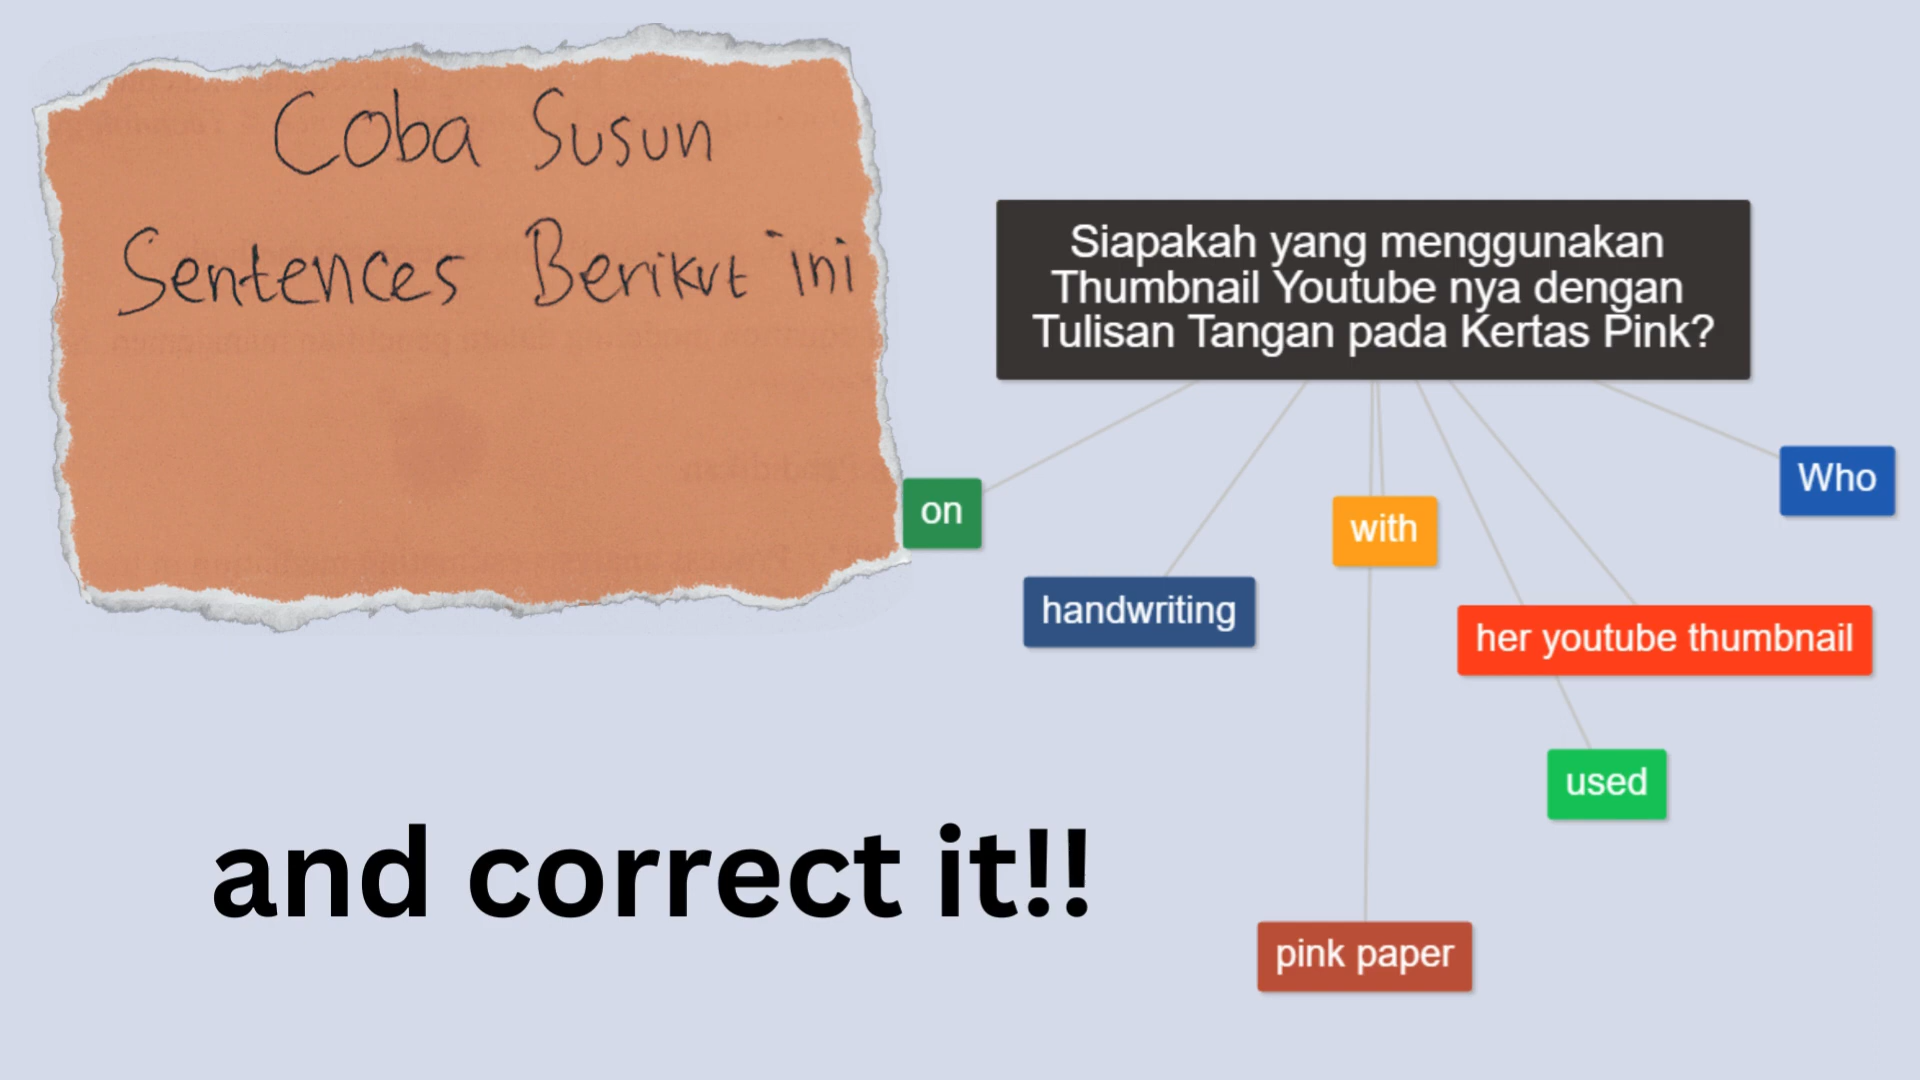 Coba Susun
Sentences Berikut ini
Siapakah yang menggunakan
Thumbnail Youtube nya dengan
Tulisan Tangan pada Kertas Pink?
on
handwriting
with
Who
her youtube thumbnail
used
pink paper
and correct it!!